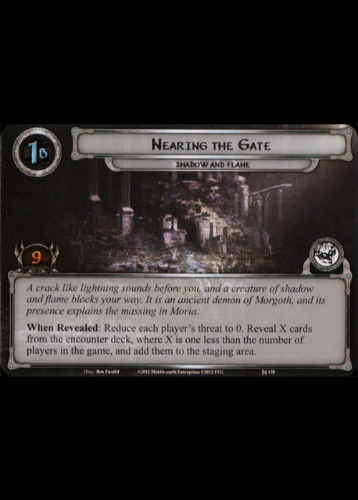 1B
NEARING THE GATE
SHADOW AND FLAME
9
A crack like lightning sounds before you, and a creature of shadow
and flame blocks your way. It is an ancient demon of Morgoth, and its
presence explains the massing in Moria.
When Revealed: Reduce each player's threat to 0. Reveal X cards
from the encounter deck, where X is one less than the number of
players in the game, and add them to the staging area.
Illus. Ben Zweifel ©2012 Middle-earth Enterprises ©2012 FFG 158